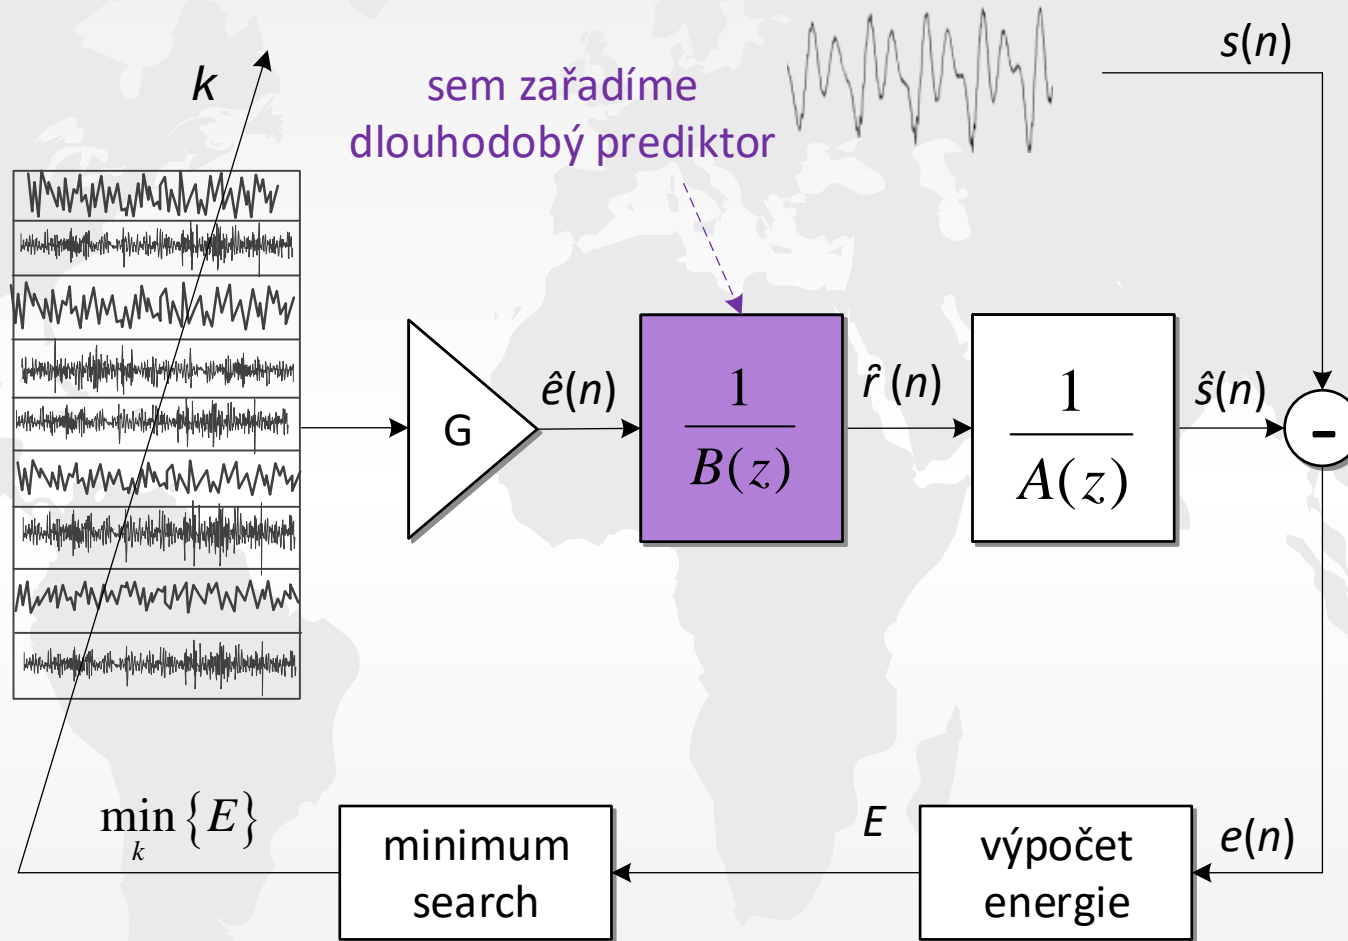 s(n)
k
sem zařadíme
dlouhodobý prediktor
G
ê(n)
1
B(z)
r̂ (n)
1
A(z)
ŝ(n)
-
min {E}
k
minimum
search
E
výpočet
energie
e(n)